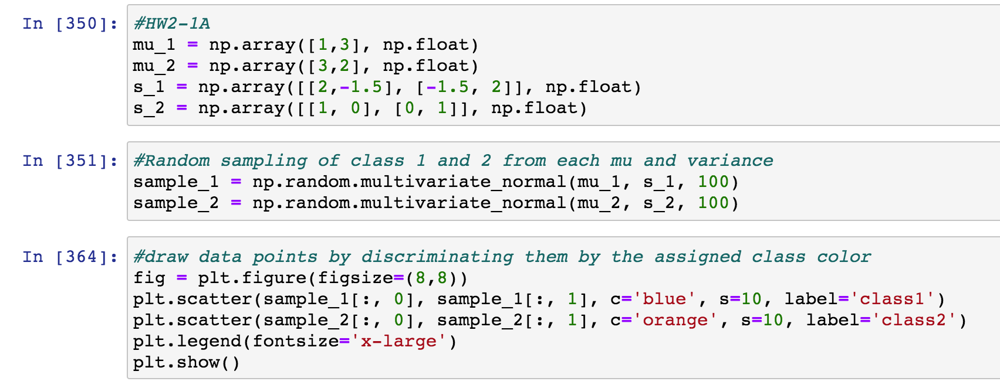 In [350]: #HW2-1A
mu_1 = np.array([1,3], np.float)
mu_2 = np.array([3,2], np.float)
s_1 = np.array([[2,-1.5], [-1.5, 2]], np.float)
s_2 = np.array([[1, 0], [0, 1]], np.float)
In [351]: #Random sampling of class 1 and 2 from each mu and variance
sample_1 = np.random.multivariate_normal(mu_1, s_1, 100)
sample_2 = np.random.multivariate_normal(mu_2, s_2, 100)
In [364]: #draw data points by discriminating them by the assigned class color
fig = plt.figure(figsize=(8,8))
plt.scatter(sample_1[:, 0], sample_1[:, 1], c='blue', s=10, label='class1')
plt.scatter(sample_2[:, 0], sample_2[:, 1], c='orange', s=10, label='class2')
plt.legend(fontsize='x-large')
plt.show()